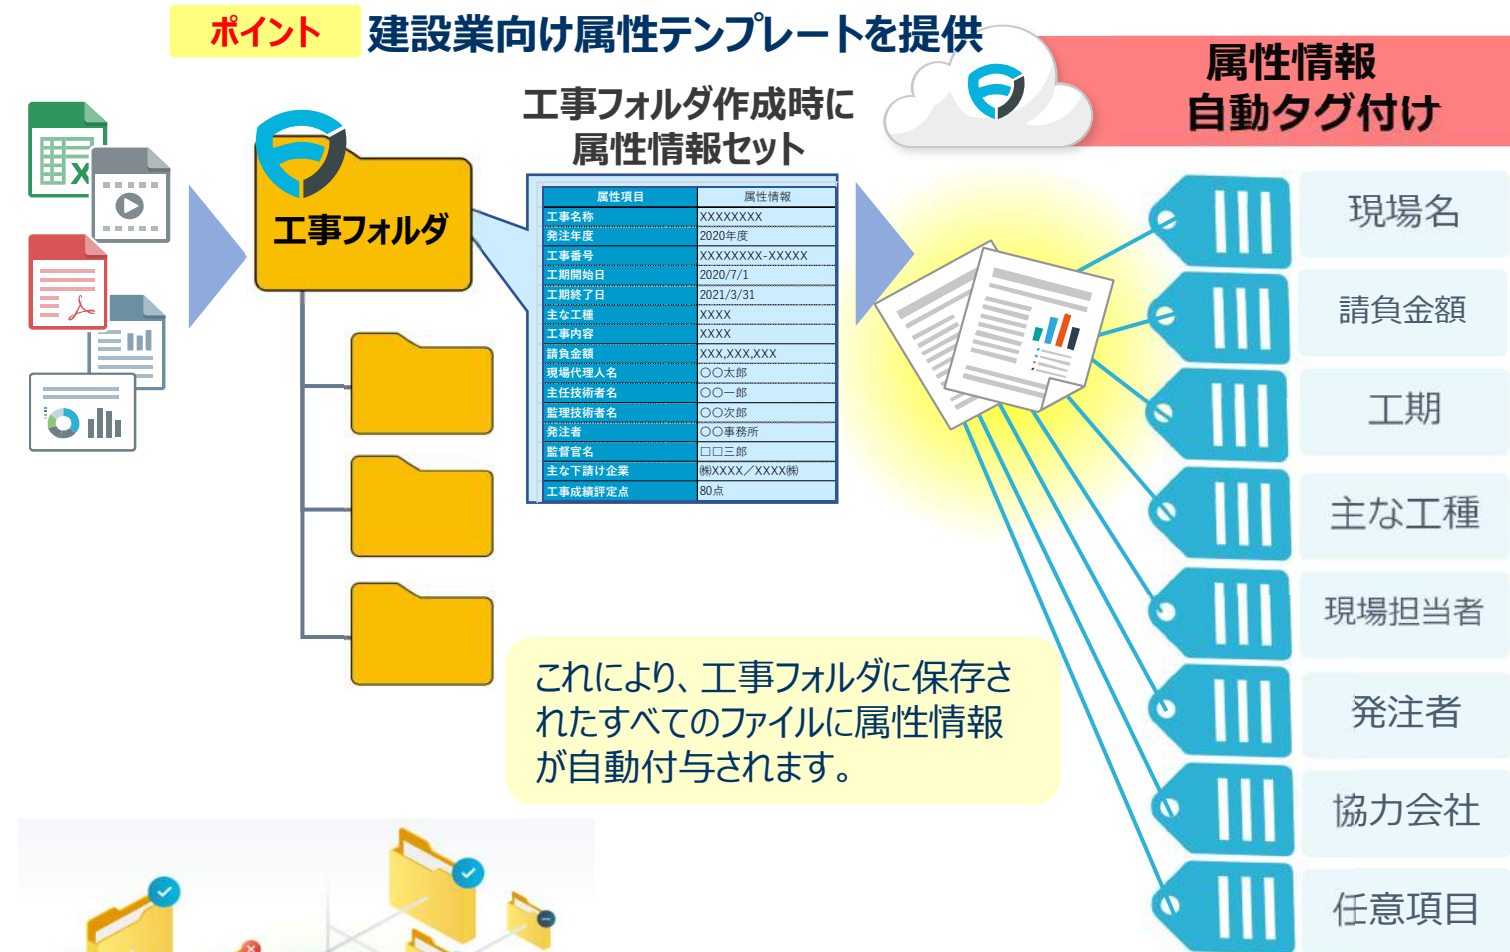 ポイント
建設業向け属性テンプレートを提供
属性情報
自動タグ付け
工事フォルダ作成時に
属性情報セット
工事フォルダ
属性項目 属性情報
工事名称 XXXXXXXX
発注年度 2020年度
工事番号 XXXXXXXX-XXXXX
工期開始日 2020/7/1
工期終了日 2021/3/31
主な工種 XXXX
工事内容 XXXX
請負金額 XXX,XXX,XXX
現場代理人名 〇〇太郎
主任技術者名 〇〇一郎
監理技術者名 〇〇次郎
発注者 〇〇事務所
監督官名 □□三郎
主な下請け企業 ㈱XXXX／XXXX㈱
工事成績評定点 80点
現場名
請負金額
工期
主な工種
現場担当者
発注者
協力会社
任意項目
これにより、工事フォルダに保存さ
れたすべてのファイルに属性情報
が自動付与されます。